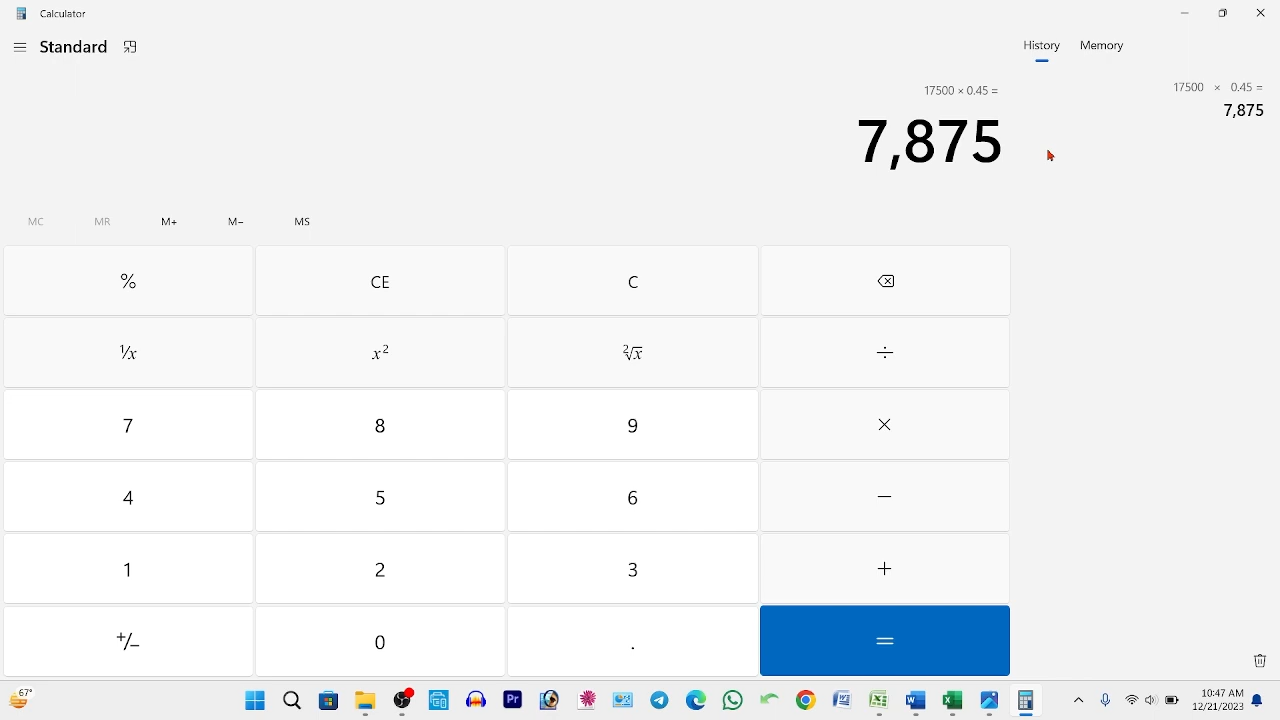 Calculator
Standard
History
Memory
17500 × 0.45 =
7,875
17500 × 0.45 =
7,875
MC MR M+ M− MS
% CE C
⅟x x² ²√x ÷
7 8 9 ×
4 5 6 −
1 2 3 +
+/− 0 . =
67°
Pr
10:47 AM
12/21/2023